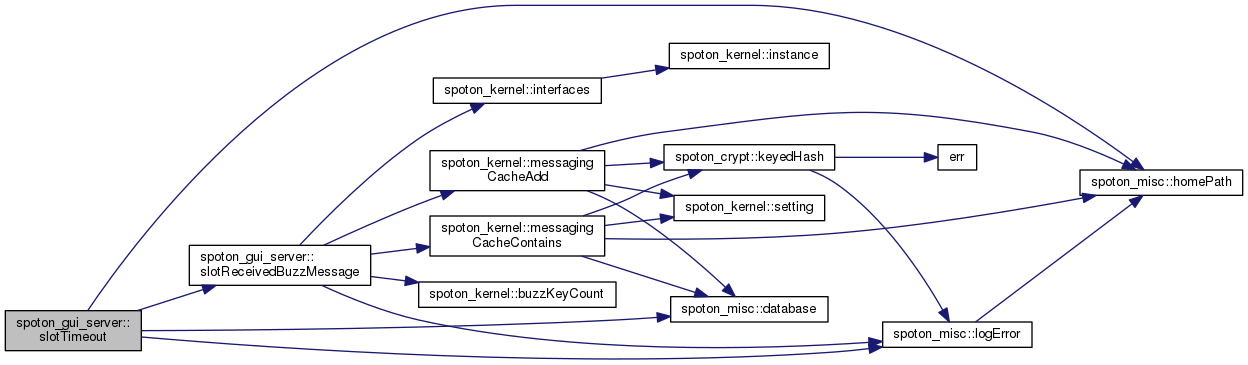 spoton_gui_server::
slotTimeout
spoton_gui_server::
slotReceivedBuzzMessage
spoton_kernel::interfaces
spoton_kernel::instance
spoton_kernel::messaging
CacheAdd
spoton_kernel::messaging
CacheContains
spoton_kernel::buzzKeyCount
spoton_crypt::keyedHash
spoton_kernel::setting
spoton_misc::database
err
spoton_misc::logError
spoton_misc::homePath